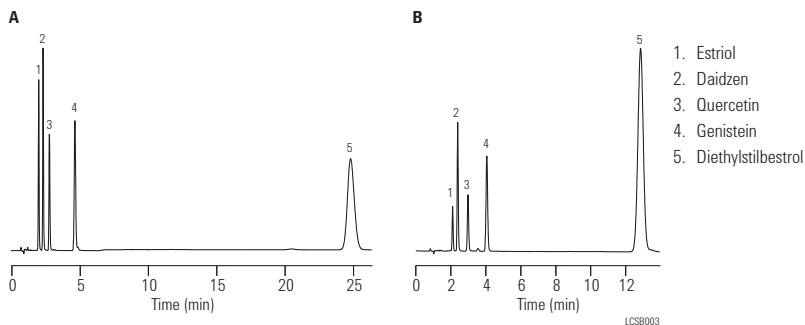 A
2
1
3
4
5
0
5
10
15
20
25
Time (min)
B
5
2
1
3
4
0
2
4
6
8
10
12
Time (min)
1. Estriol
2. Daidzen
3. Quercetin
4. Genistein
5. Diethylstilbestrol
LCSB003